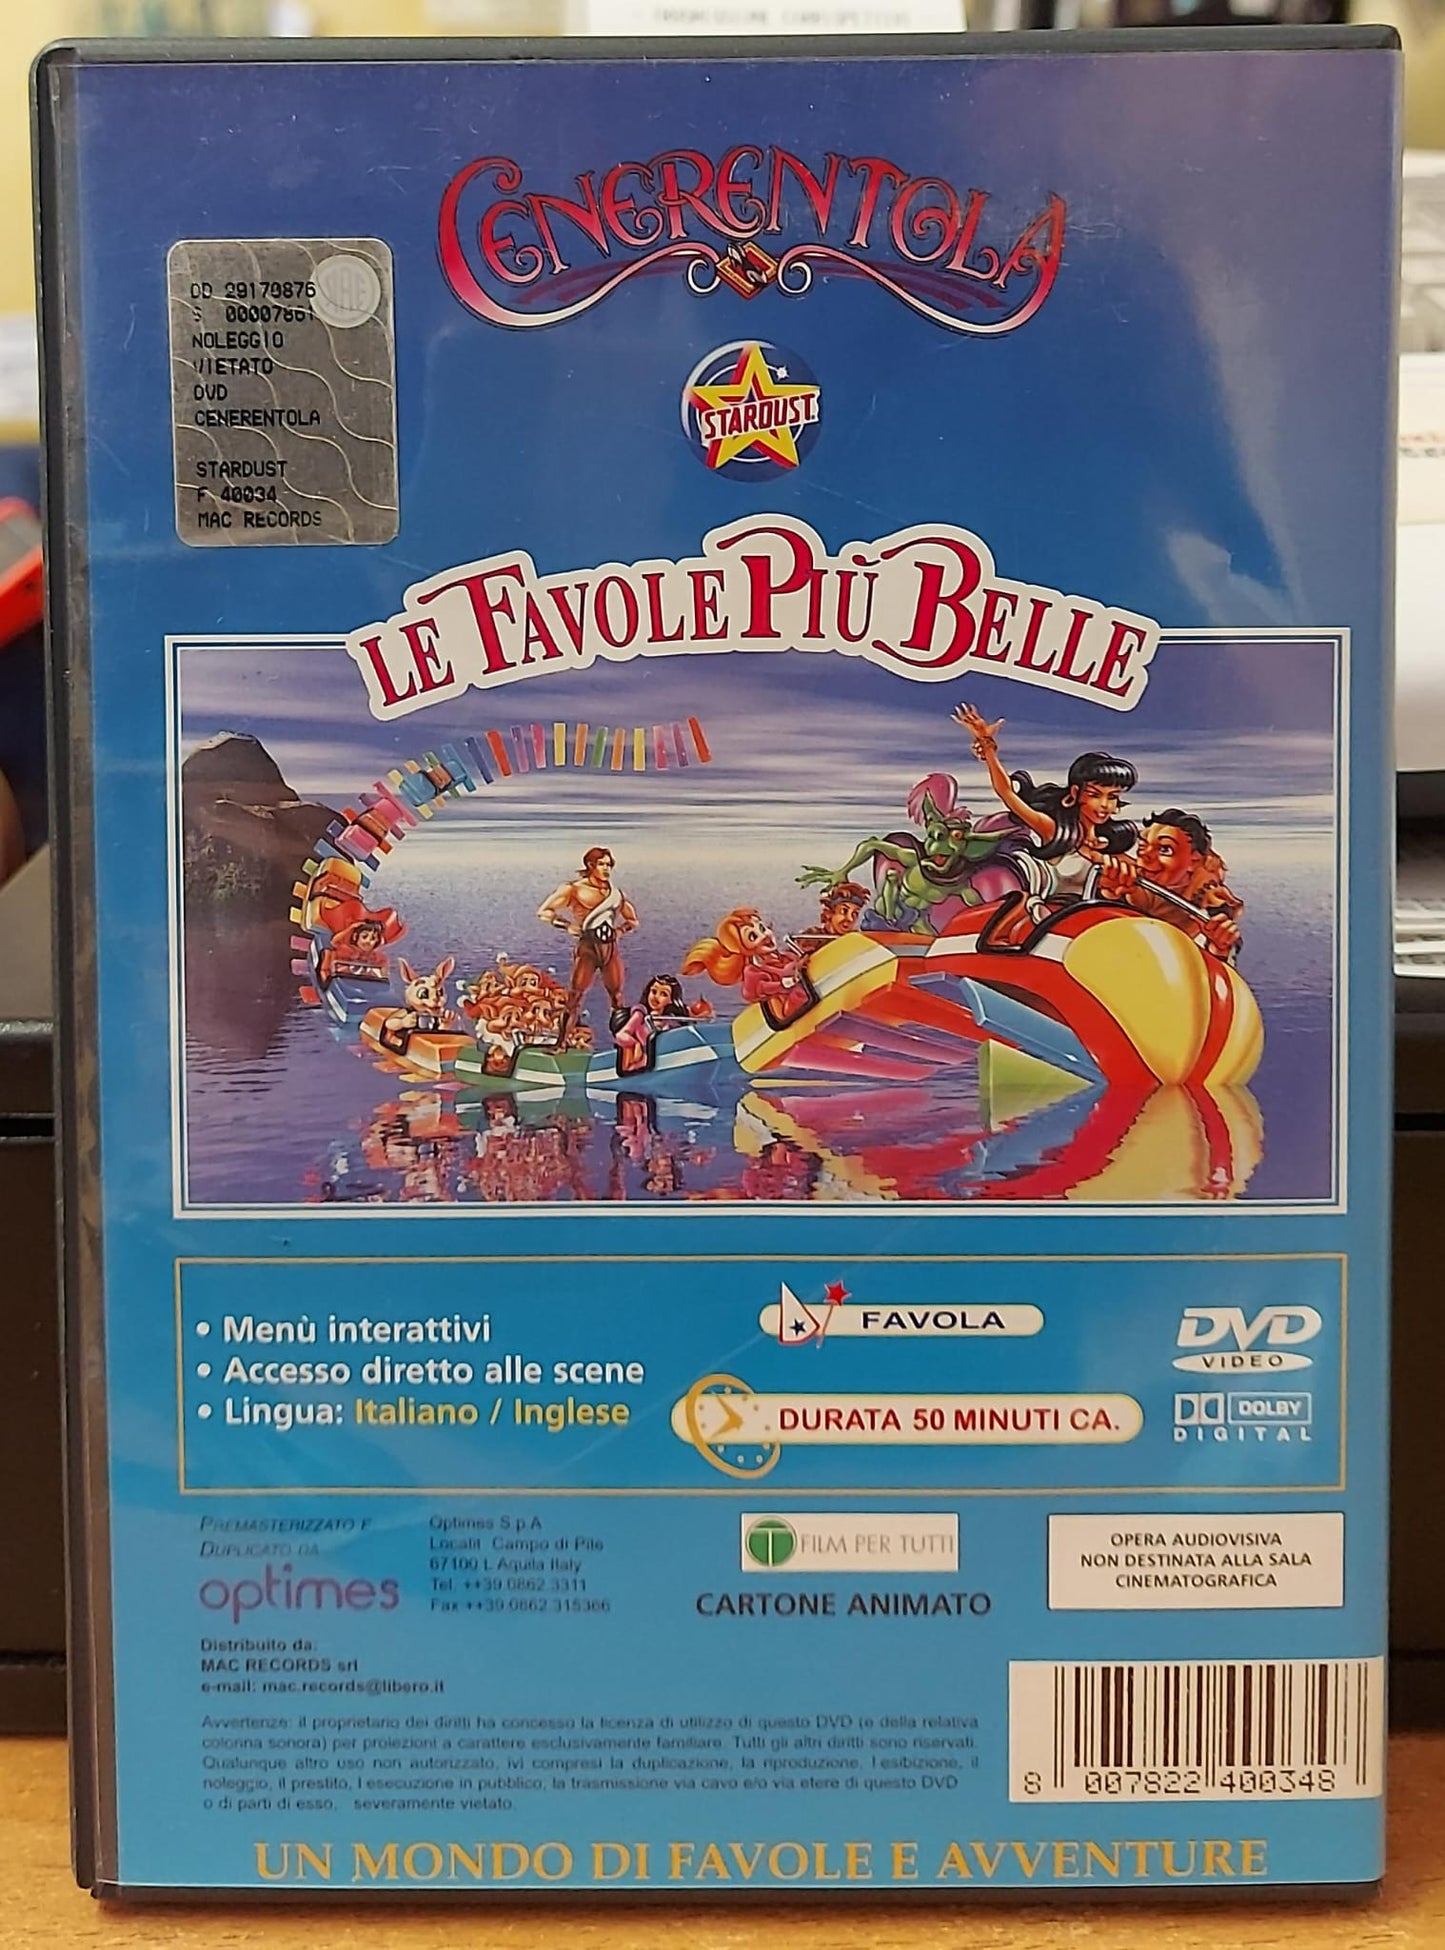 CENERENTOLA
DD 29170876
S 00007861
NOLEGGIO
VIETATO
DVD
CENERENTOLA
STARDUST
F 40034
MAC RECORDS
STARDUST
LE FAVOLE PIÙ BELLE
• Menù interattivi
• Accesso diretto alle scene
• Lingua: Italiano / Inglese
FAVOLA
DURATA 50 MINUTI CA.
DVD
VIDEO
DOLBY
DIGITAL
PREMASTERIZZATO E
DUPLICATO DA
optimes
Optimes S.p.A
Localit Campo di Pile
67100 L Aquila Italy
Tel. ++39.0862.3311
Fax ++39.0862.315366
T FILM PER TUTTI
CARTONE ANIMATO
OPERA AUDIOVISIVA
NON DESTINATA ALLA SALA
CINEMATOGRAFICA
Distribuito da:
MAC RECORDS srl
e-mail: mac.records@libero.it
Avvertenze: il proprietario dei diritti ha concesso la licenza di utilizzo di questo DVD (e della relativa
colonna sonora) per proiezioni a carattere esclusivamente familiare. Tutti gli altri diritti sono riservati.
Qualunque altro uso non autorizzato, ivi compresi la duplicazione, la riproduzione, l esibizione, il
noleggio, il prestito, l esecuzione in pubblico, la trasmissione via cavo e/o via etere di questo DVD
o di parti di esso, severamente vietato.
8 007822 400348
UN MONDO DI FAVOLE E AVVENTURE